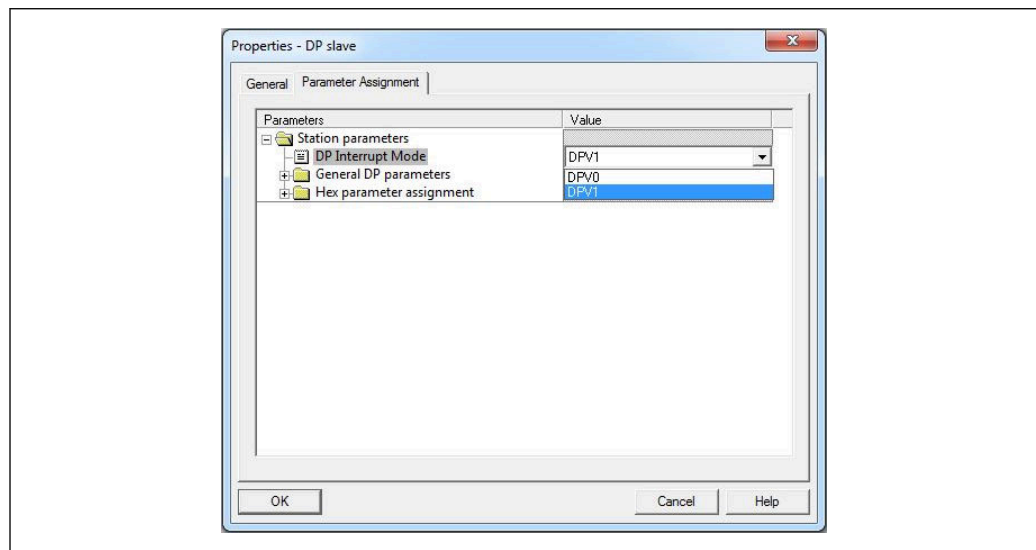 Properties - DP slave
General Parameter Assignment
Parameters Value
Station parameters
DP Interrupt Mode DPV1
General DP parameters DPV0
Hex parameter assignment DPV1
OK Cancel Help